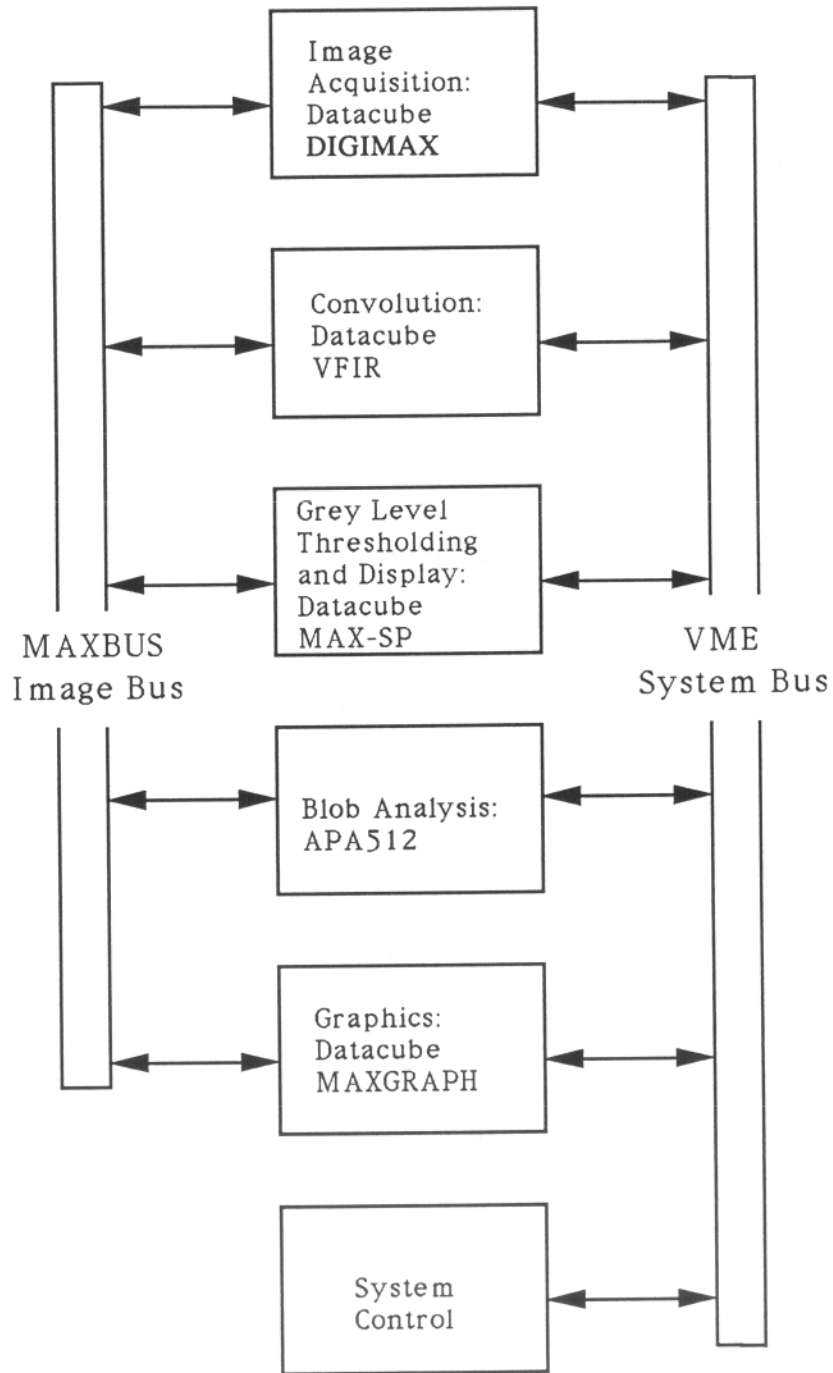 Image
Acquisition:
Datacube
DIGIMAX
Convolution:
Datacube
VFIR
Grey Level
Thresholding
and Display:
Datacube
MAX-SP
MAXBUS
Image Bus
VME
System Bus
Blob Analysis:
APA512
Graphics:
Datacube
MAXGRAPH
System
Control